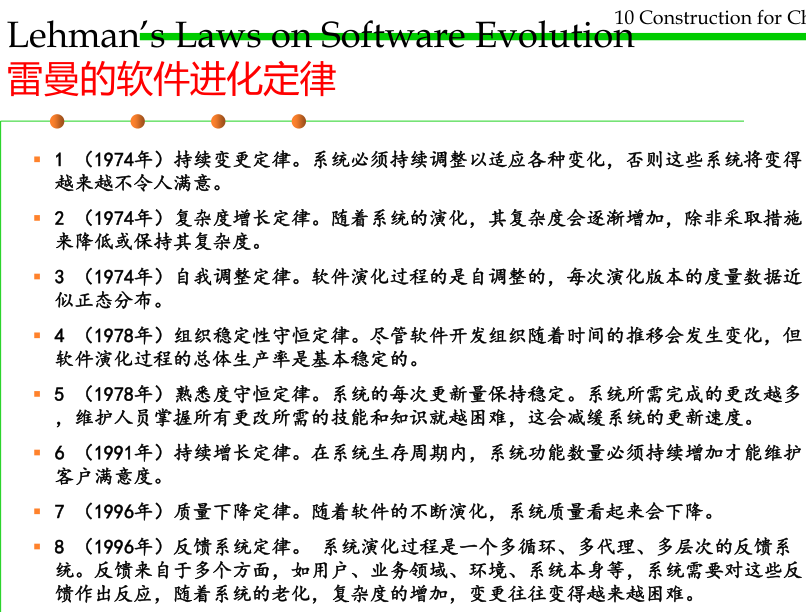 10 Construction for Ch
Lehman's Laws on Software Evolution
雷曼的软件进化定律
1 （1974年）持续变更定律。系统必须持续调整以适应各种变化，否则这些系统将变得
越来越不令人满意。
2 （1974年）复杂度增长定律。随着系统的演化，其复杂度会逐渐增加，除非采取措施
来降低或保持其复杂度。
3 （1974年）自我调整定律。软件演化过程的是自调整的，每次演化版本的度量数据近
似正态分布。
4 （1978年）组织稳定性守恒定律。尽管软件开发组织随着时间的推移会发生变化，但
软件演化过程的总体生产率是基本稳定的。
5 （1978年）熟悉度守恒定律。系统的每次更新量保持稳定。系统所需完成的更改越多
，维护人员掌握所有更改所需的技能和知识就越困难，这会减缓系统的更新速度。
6 （1991年）持续增长定律。在系统生存周期内，系统功能数量必须持续增加才能维护
客户满意度。
7 （1996年）质量下降定律。随着软件的不断演化，系统质量看起来会下降。
8 （1996年）反馈系统定律。 系统演化过程是一个多循环、多代理、多层次的反馈系
统。反馈来自于多个方面，如用户、业务领域、环境、系统本身等，系统需要对这些反
馈作出反应，随着系统的老化，复杂度的增加，变更往往变得越来越困难。